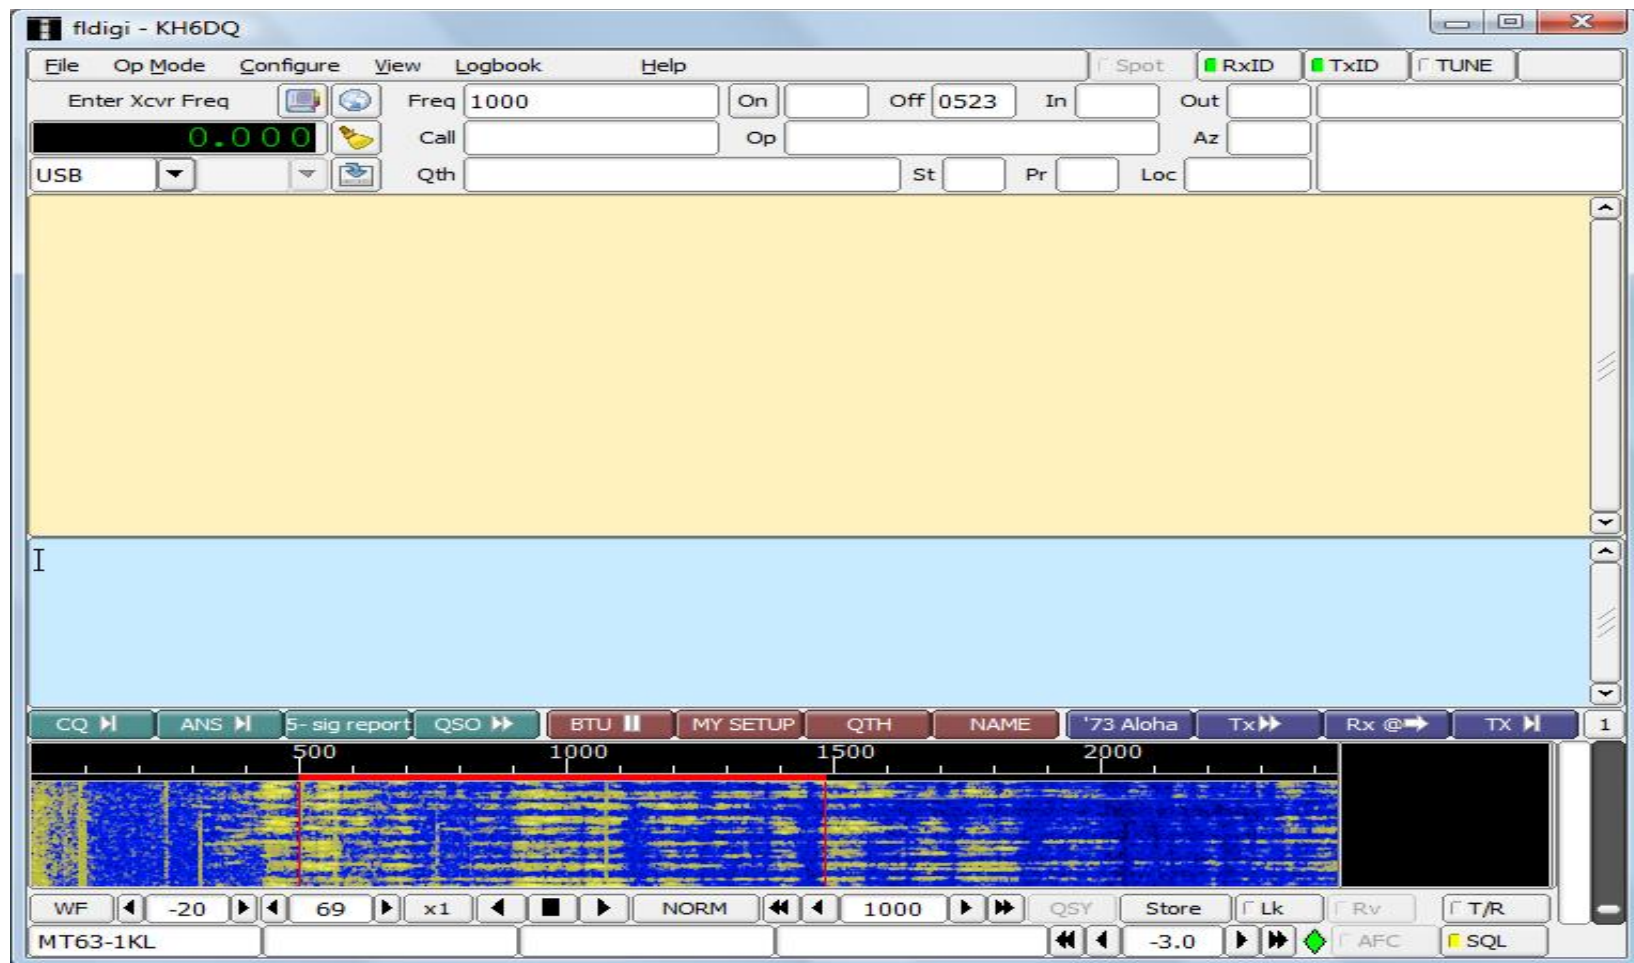 fldigi - KH6DQ
File Op Mode Configure View Logbook Help Spot RxID TxID TUNE
Enter Xcvr Freq Freq 1000 On Off 0523 In Out
0.000 Call Op Az
USB Qth St Pr Loc
CQ ANS 5- sig report QSO BTU MY SETUP QTH NAME '73 Aloha Tx Rx @ TX 1
500 1000 1500 2000
WF -20 69 x1 NORM 1000 QSY Store Lk Rv T/R
MT63-1KL -3.0 AFC SQL